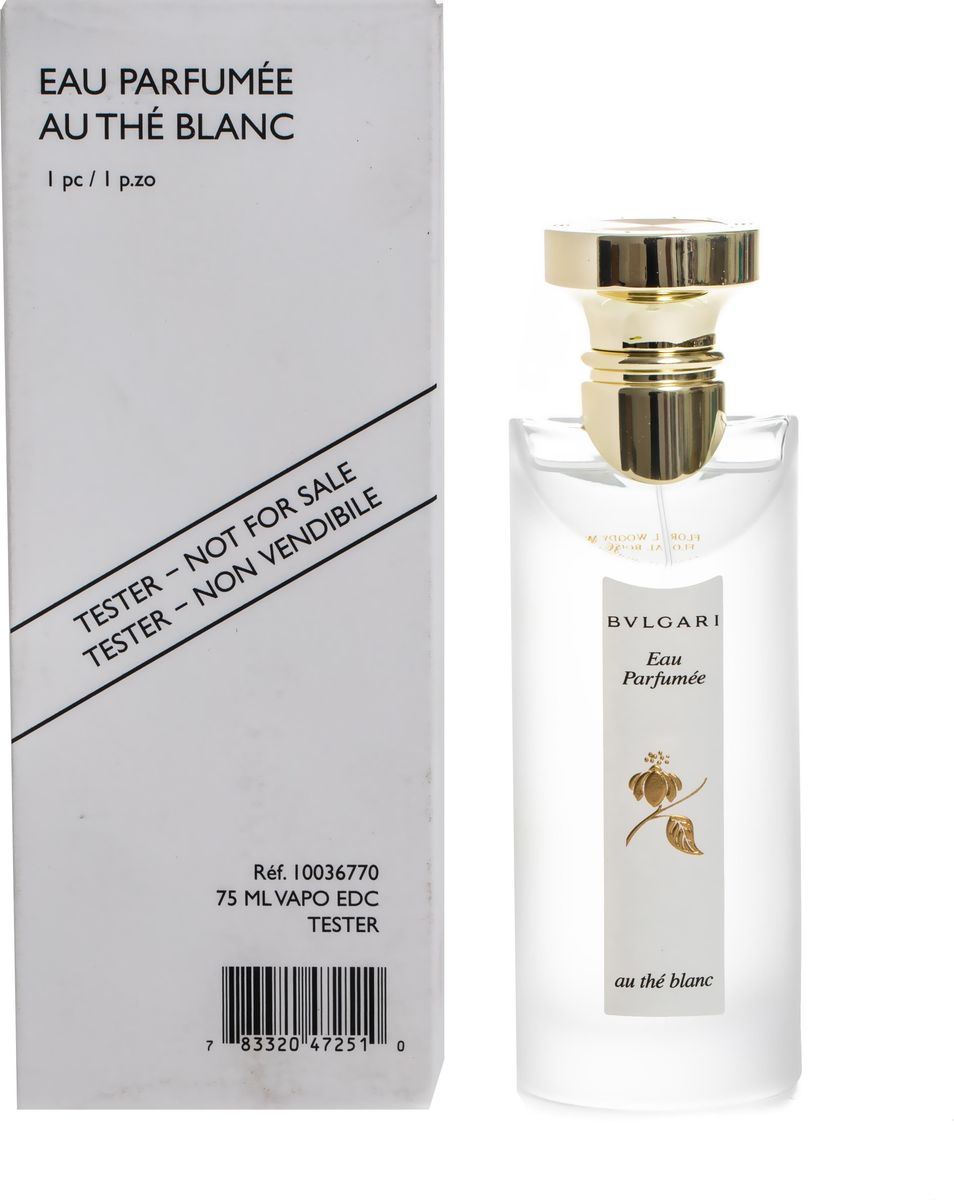 EAU PARFUMÉE
AU THÉ BLANC
1 pc / 1 p.zo
TESTER – NOT FOR SALE
TESTER – NON VENDIBILE
Réf. 10036770
75 ML VAPO EDC
TESTER
7 83320 47251 0
BVLGARI
Eau
Parfumée
au thé blanc